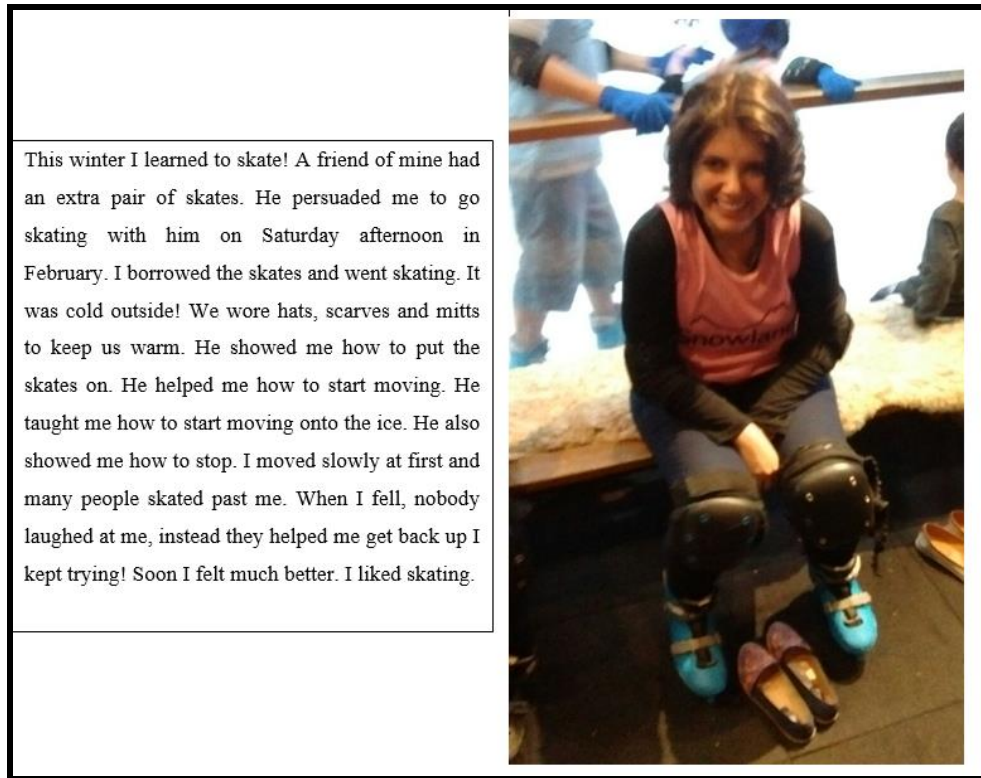 This winter I learned to skate! A friend of mine had
an extra pair of skates. He persuaded me to go
skating with him on Saturday afternoon in
February. I borrowed the skates and went skating. It
was cold outside! We wore hats, scarves and mitts
to keep us warm. He showed me how to put the
skates on. He helped me how to start moving. He
taught me how to start moving onto the ice. He also
showed me how to stop. I moved slowly at first and
many people skated past me. When I fell, nobody
laughed at me, instead they helped me get back up I
kept trying! Soon I felt much better. I liked skating.
Snowland